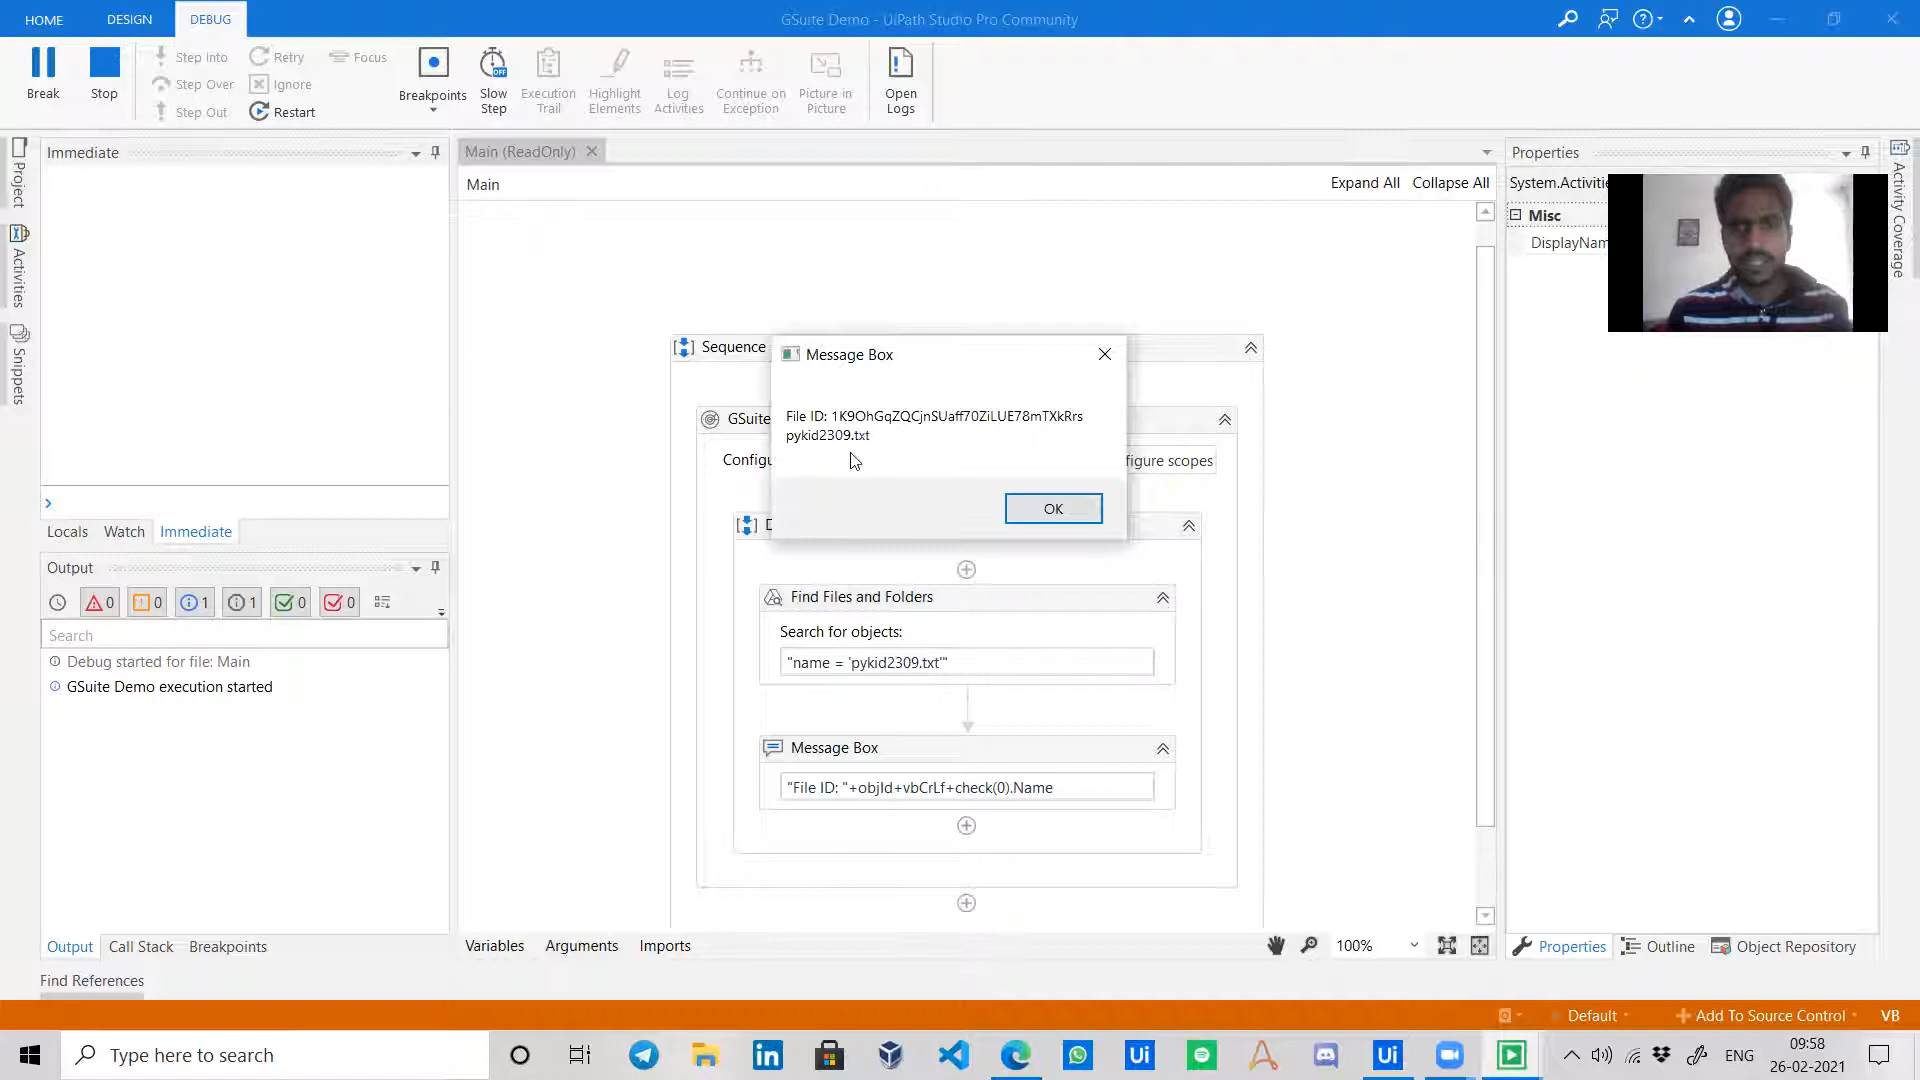 HOME
DESIGN
DEBUG
GSuite Demo - UiPath Studio Pro Community
Break
Stop
Step Into
Step Over
Step Out
Retry
Ignore
Restart
Focus
Breakpoints
Slow
Step
Execution
Trail
Highlight
Elements
Log
Activities
Continue on
Exception
Picture in
Picture
Open
Logs
Project
Activities
Snippets
Immediate
Locals
Watch
Immediate
Output
0
0
1
1
0
0
Search
Debug started for file: Main
GSuite Demo execution started
Output
Call Stack
Breakpoints
Find References
Main (ReadOnly)
Main
Expand All
Collapse All
Sequence
GSuite
Configu
figure scopes
Message Box
File ID: 1K9OhGqZQCjnSUaff70ZiLUE78mTXkRrs
pykid2309.txt
OK
D
Find Files and Folders
Search for objects:
"name = 'pykid2309.txt'"
Message Box
"File ID: "+objId+vbCrLf+check(0).Name
Variables
Arguments
Imports
100%
Properties
System.Activitie
Misc
DisplayNam
Activity Coverage
Properties
Outline
Object Repository
Default
Add To Source Control
VB
Type here to search
ENG
09:58
26-02-2021